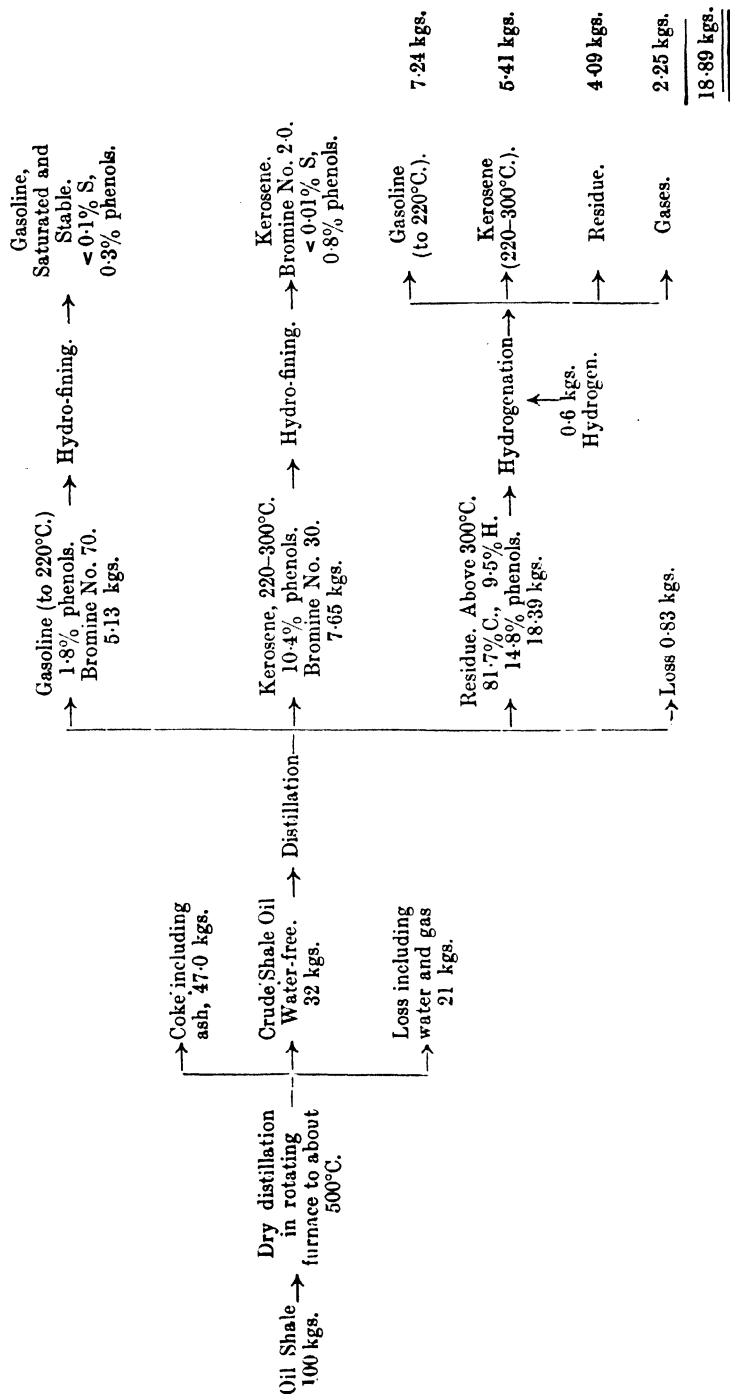 Oil Shale
100 kgs.
Dry distillation
in rotating
furnace to about
500°C.
Coke including
ash, 47·0 kgs.
Crude Shale Oil
Water-free.
32 kgs.
Loss including
water and gas
21 kgs.
Distillation
Gasoline (to 220°C.)
1·8% phenols.
Bromine No. 70.
5·13 kgs.
Kerosene, 220–300°C.
10·4% phenols.
Bromine No. 30.
7·65 kgs.
Residue. Above 300°C.
81·7% C., 9·5% H.
14·8% phenols.
18·39 kgs.
Loss 0·83 kgs.
Hydro-fining.
Gasoline,
Saturated and
Stable.
< 0·1% S,
0·3% phenols.
Hydro-fining.
Kerosene.
Bromine No. 2·0.
< 0·01% S,
0·8% phenols.
Hydrogenation
0·6 kgs.
Hydrogen.
Gasoline 7·24 kgs.
(to 220°C.).
Kerosene 5·41 kgs.
(220–300°C.).
Residue. 4·09 kgs.
Gases. 2·25 kgs.
18·89 kgs.